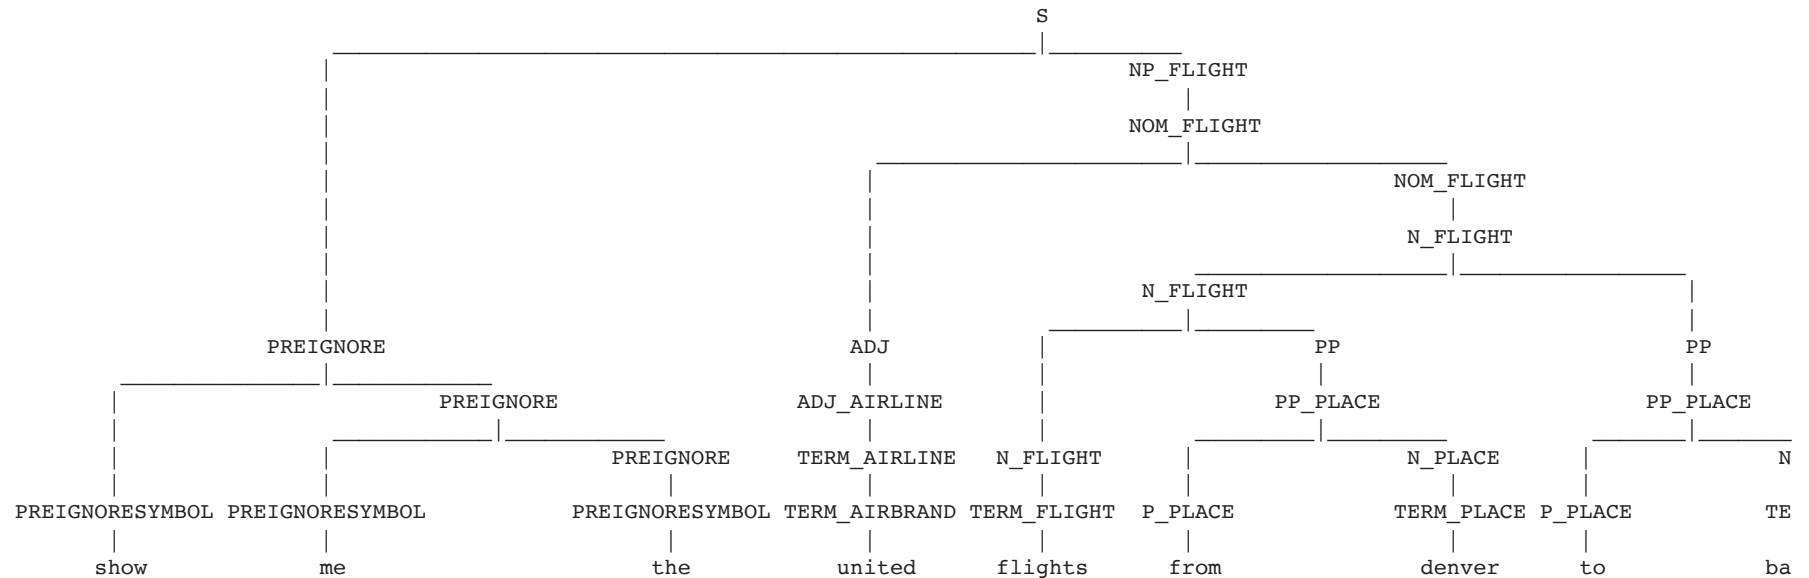 S
NP_FLIGHT
NOM_FLIGHT
NOM_FLIGHT
N_FLIGHT
N_FLIGHT
PREIGNORE ADJ PP PP
PREIGNORE ADJ_AIRLINE PP_PLACE PP_PLACE
PREIGNORE TERM_AIRLINE N_FLIGHT N_PLACE N
PREIGNORESYMBOL PREIGNORESYMBOL PREIGNORESYMBOL TERM_AIRBRAND TERM_FLIGHT P_PLACE TERM_PLACE P_PLACE TE
show me the united flights from denver to ba